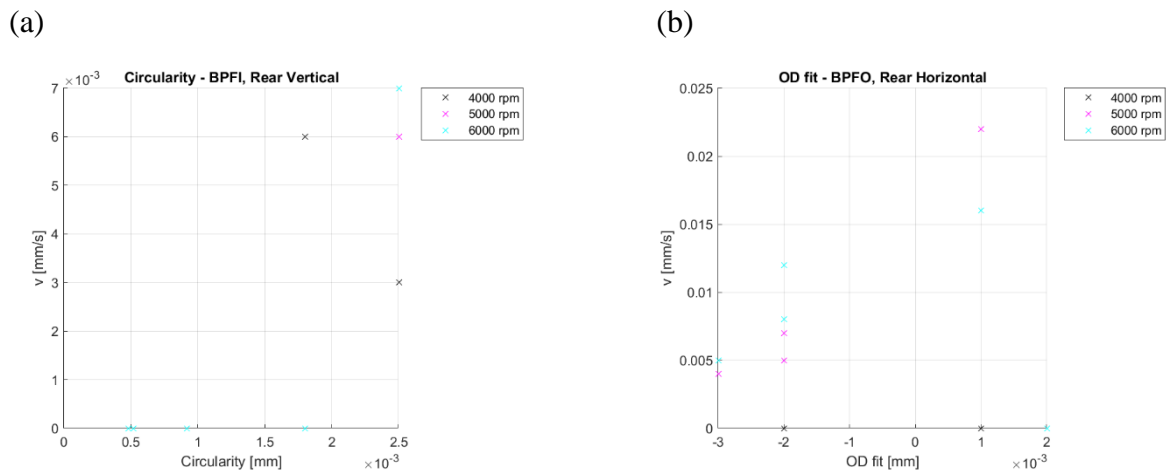 (a)
× 10⁻³
Circularity - BPFI, Rear Vertical
7
6
5
4
3
2
1
0
v [mm/s]
0 0.5 1 1.5 2 2.5
Circularity [mm]
×10⁻³
4000 rpm
5000 rpm
6000 rpm
(b)
OD fit - BPFO, Rear Horizontal
0.025
0.02
0.015
0.01
0.005
0
v [mm/s]
-3 -2 -1 0 1 2
OD fit [mm]
×10⁻³
4000 rpm
5000 rpm
6000 rpm